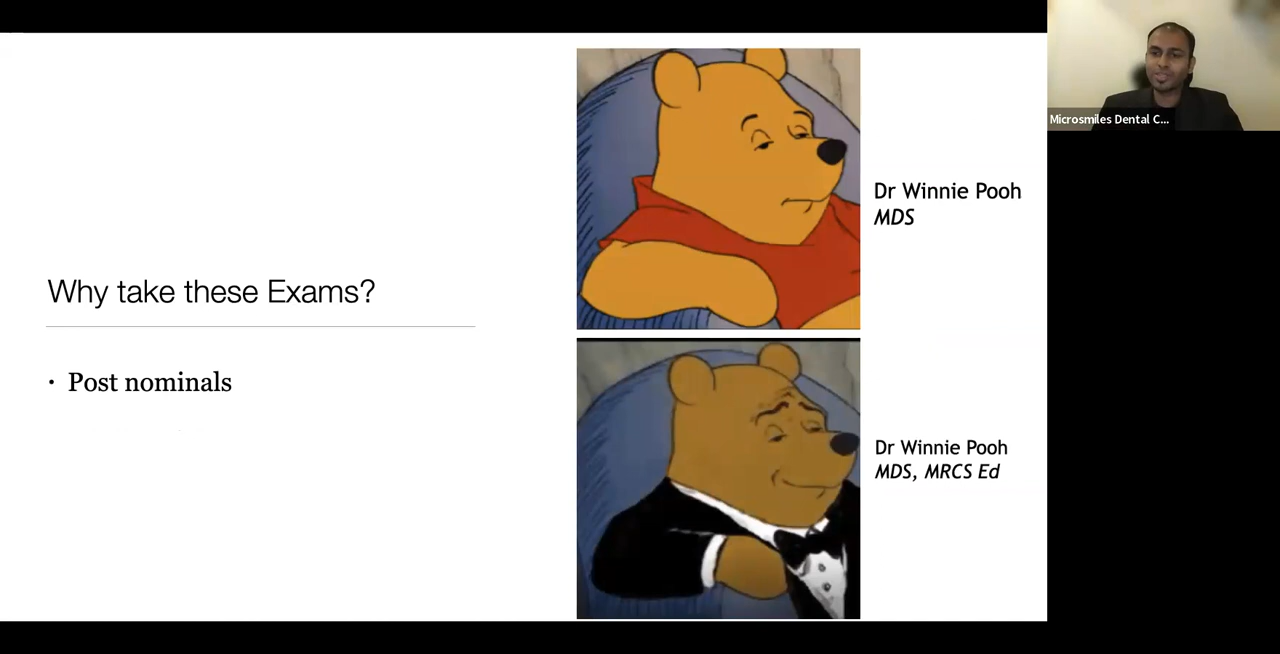 Why take these Exams?
• Post nominals
Dr Winnie Pooh
MDS
Dr Winnie Pooh
MDS, MRCS Ed
Microsmiles Dental C...